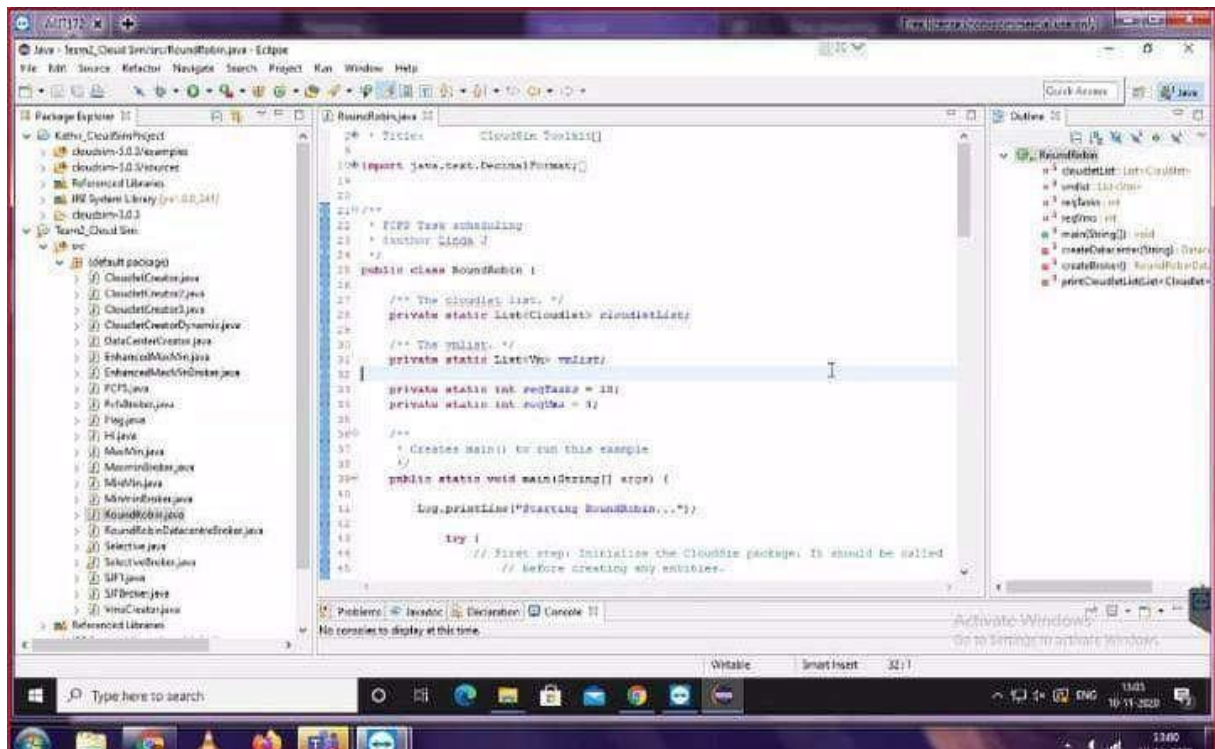 Java - Team2_Cloud Sim/src/RoundRobin.java - Eclipse
File Edit Source Refactor Navigate Search Project Run Window Help
Quick Access
Java
Package Explorer
Kathir_CloudSimProject
cloudsim-3.0.3/examples
cloudsim-3.0.3/sources
Referenced Libraries
JRE System Library
cloudsim-3.0.3
Team2_Cloud Sim
src
(default package)
CloudletCreator.java
CloudletCreator2.java
CloudletCreator3.java
CloudletCreatorDynamic.java
DataCenterCreator.java
EnhancedMaxMin.java
EnhancedMaxMinBroker.java
FCFS.java
FcfsBroker.java
Flag.java
Hi.java
MaxMin.java
MaxminBroker.java
MinMin.java
MinminBroker.java
RoundRobin.java
RoundRobinDatacentreBroker.java
Selective.java
SelectiveBroker.java
SJF1.java
SJFBroker.java
VmsCreator.java
Referenced Libraries
RoundRobin.java
* Title: CloudSim Toolkit
import java.text.DecimalFormat;
/**
* FCFS Task scheduling
* @author Linda J
*/
public class RoundRobin {
/** The cloudlet list. */
private static List<Cloudlet> cloudletList;
/** The vmlist. */
private static List<Vm> vmlist;
private static int reqTasks =
private static int reqVms =
/**
* Creates main() to run this example
*/
public static void main(String[] args) {
Log.printLine("Starting RoundRobin...");
try {
// First step: Initialize the CloudSim package. It should be called
// before creating any entities.
Problems Javadoc Declaration Console
No consoles to display at this time.
Outline
RoundRobin
cloudletList : List<Cloudlet>
vmlist : List<Vm>
reqTasks : int
reqVms : int
main(String[]) : void
createDatacenter(String) : Datac
createBroker() : RoundRobinDat
printCloudletList(List<Cloudlet>
Activate Windows
Go to Settings to activate Windows.
Writable Smart Insert 32 : 1
Type here to search
ENG
13:03
10-11-2020
13:00